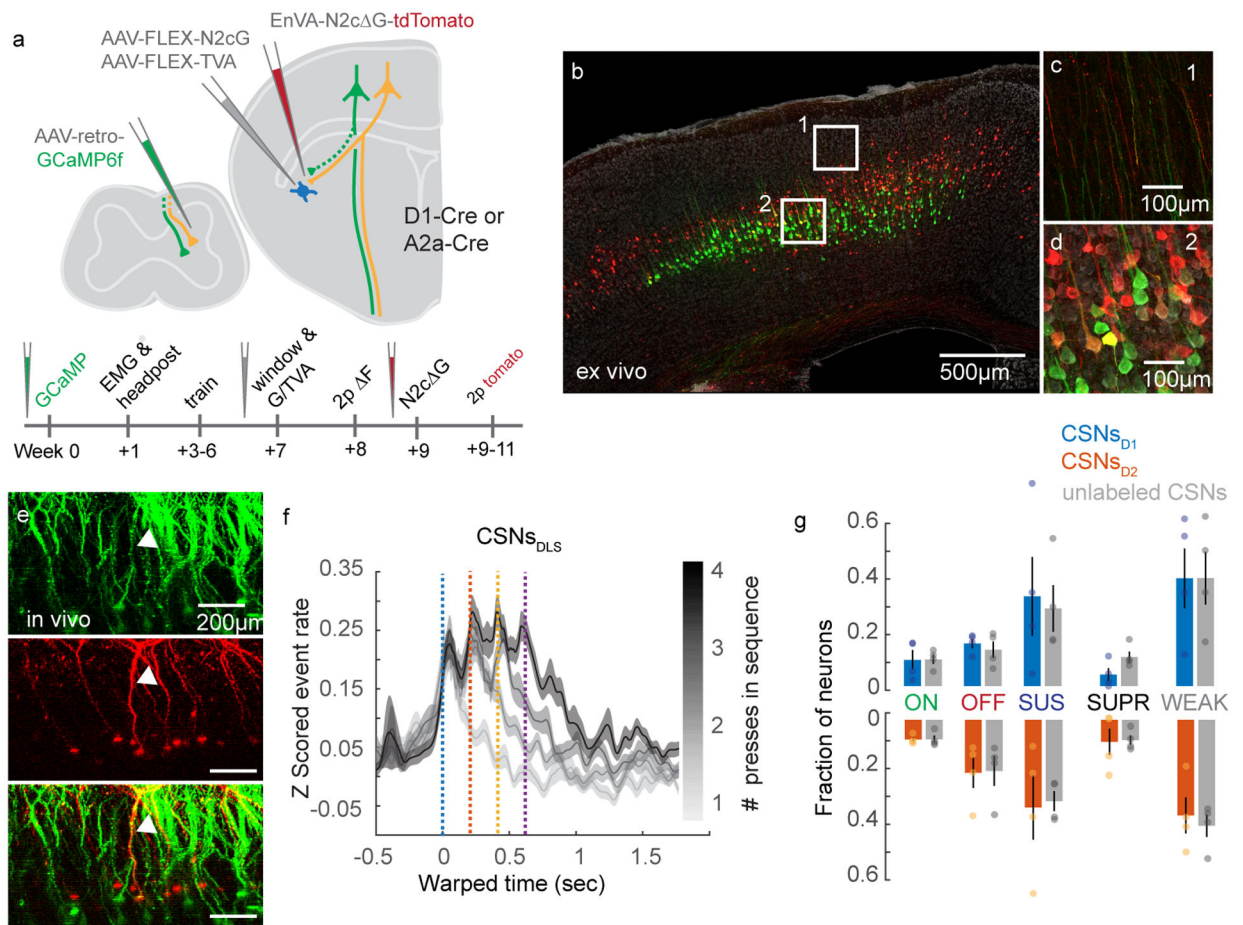 a
EnVA-N2cΔG-tdTomato
AAV-FLEX-N2cG
AAV-FLEX-TVA
AAV-retro-
GCaMP6f
D1-Cre or
A2a-Cre
GCaMP
EMG &
headpost
train
window &
G/TVA
2p ΔF
N2cΔG
2p tomato
Week 0
+1
+3-6
+7
+8
+9
+9-11
b
1
2
ex vivo
500μm
c
1
100μm
d
2
100μm
e
in vivo
200μm
f
CSNsDLS
Z Scored event rate
0.35
0.25
0.15
0.05
-0.05
-0.5
0
0.5
1
1.5
Warped time (sec)
4
3
2
1
# presses in sequence
CSNsD1
CSNsD2
unlabeled CSNs
g
Fraction of neurons
0.6
0.4
0.2
0
ON
OFF
SUS
SUPR
WEAK
0
0.2
0.4
0.6